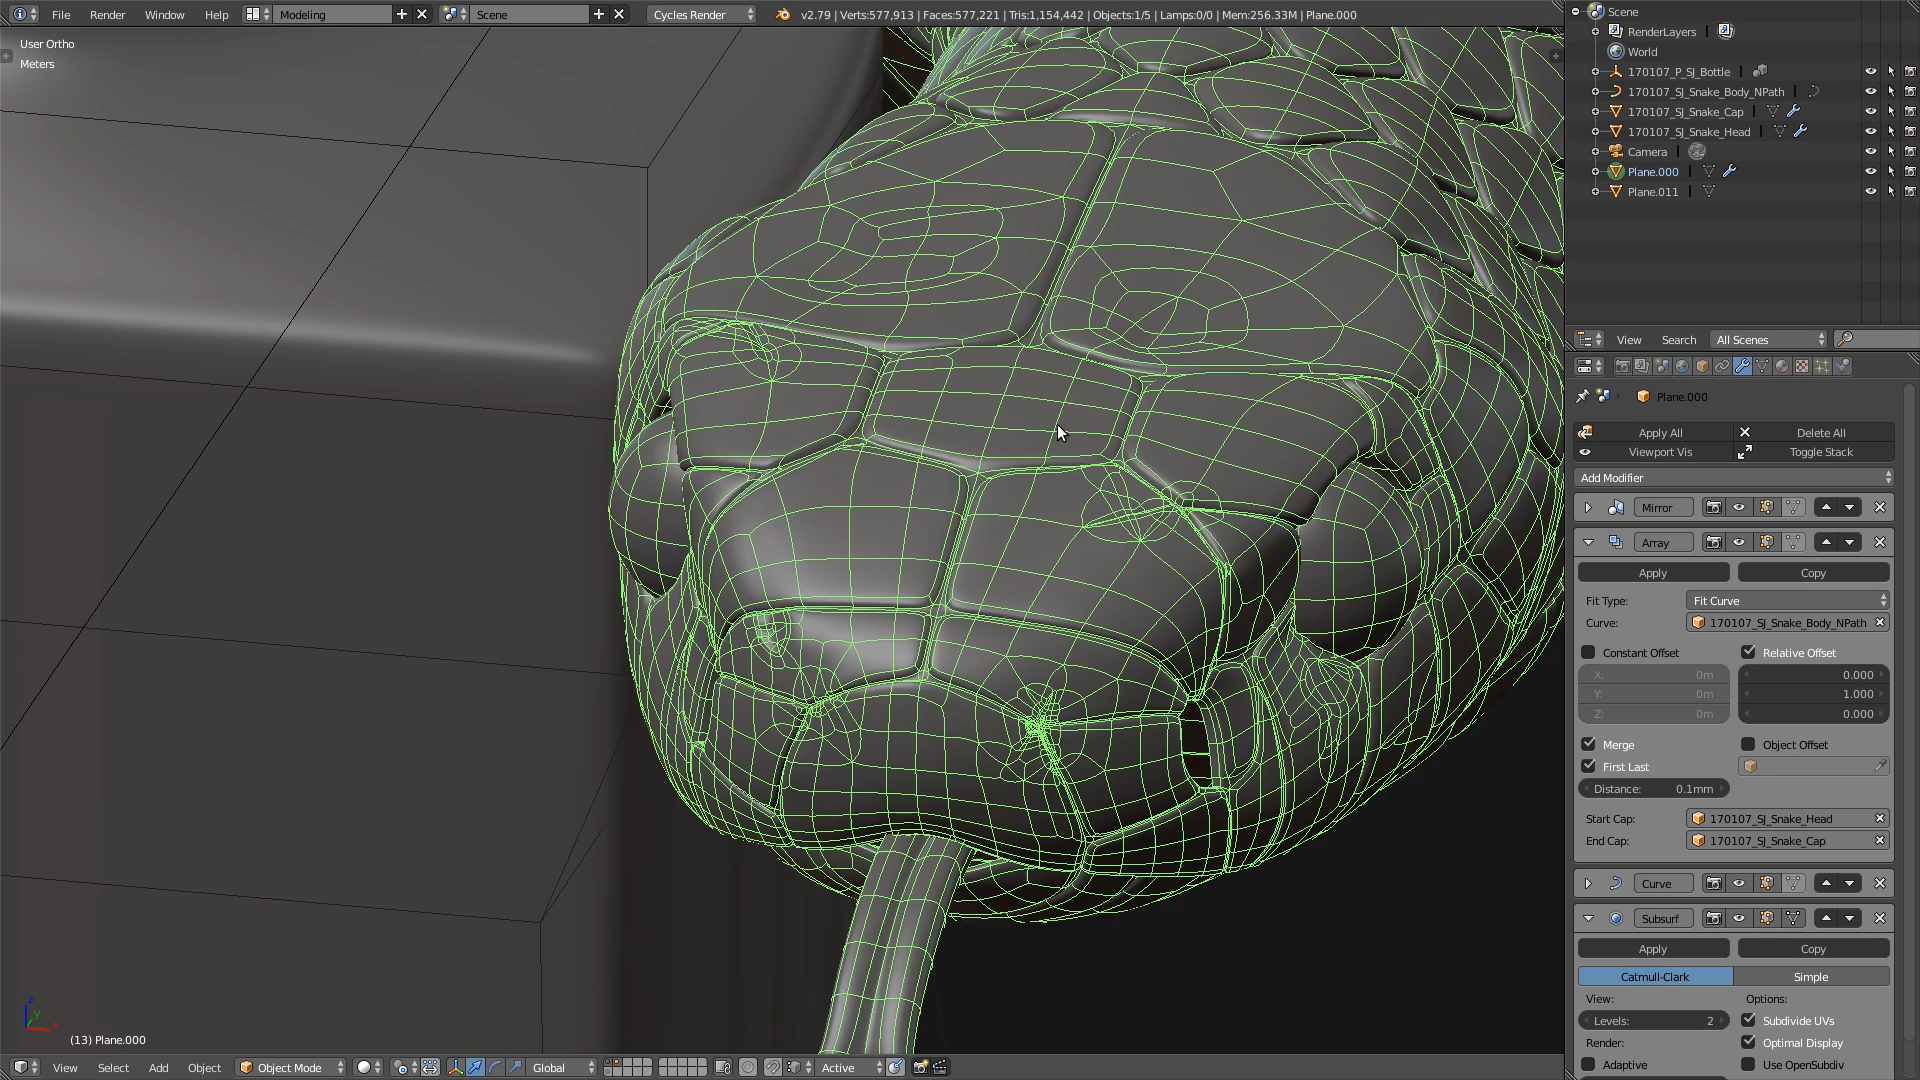 File Render Window Help Modeling Scene Cycles Render v2.79 | Verts:577,913 | Faces:577,221 | Tris:1,154,442 | Objects:1/5 | Lamps:0/0 | Mem:256.33M | Plane.000
User Ortho
Meters
(13) Plane.000
z
y
x
View Select Add Object Object Mode Global Active
Scene
RenderLayers |
World
170107_P_SJ_Bottle |
170107_SJ_Snake_Body_NPath |
170107_SJ_Snake_Cap |
170107_SJ_Snake_Head |
Camera |
Plane.000 |
Plane.011 |
View Search All Scenes
Plane.000
Apply All Delete All
Viewport Vis Toggle Stack
Add Modifier
Mirror
Array
Apply Copy
Fit Type: Fit Curve
Curve: 170107_SJ_Snake_Body_NPath
Constant Offset Relative Offset
X: 0m 0.000
Y: 0m 1.000
Z: 0m 0.000
Merge Object Offset
First Last
Distance: 0.1mm
Start Cap: 170107_SJ_Snake_Head
End Cap: 170107_SJ_Snake_Cap
Curve
Subsurf
Apply Copy
Catmull-Clark Simple
View: Options:
Levels: 2 Subdivide UVs
Render: Optimal Display
Adaptive Use OpenSubdiv